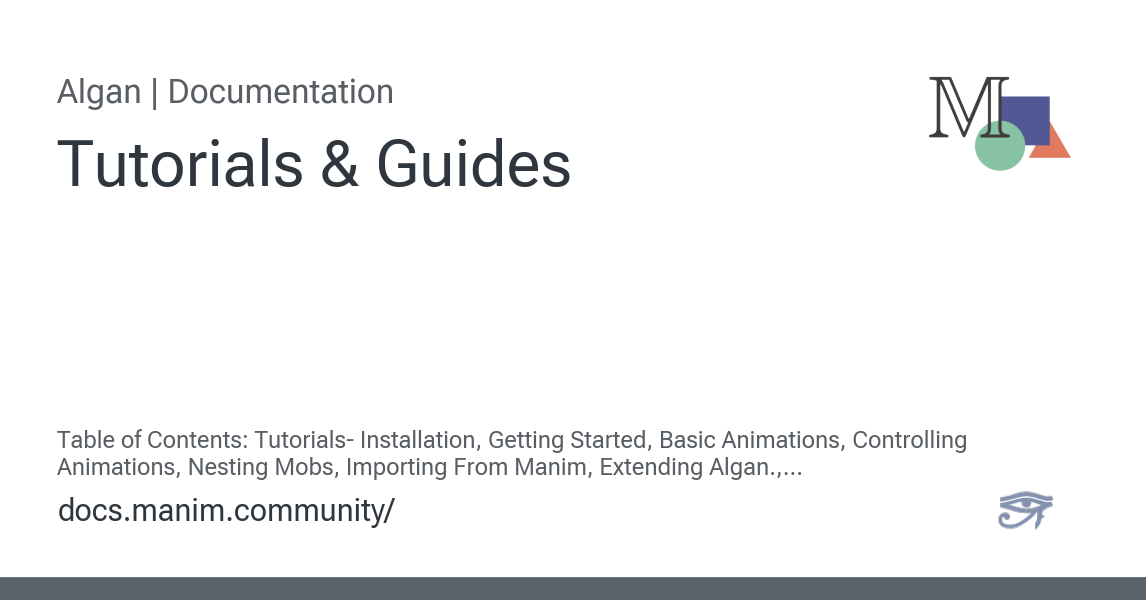 Algan | Documentation
M
Tutorials & Guides
Table of Contents: Tutorials- Installation, Getting Started, Basic Animations, Controlling
Animations, Nesting Mobs, Importing From Manim, Extending Algan.,...
docs.manim.community/